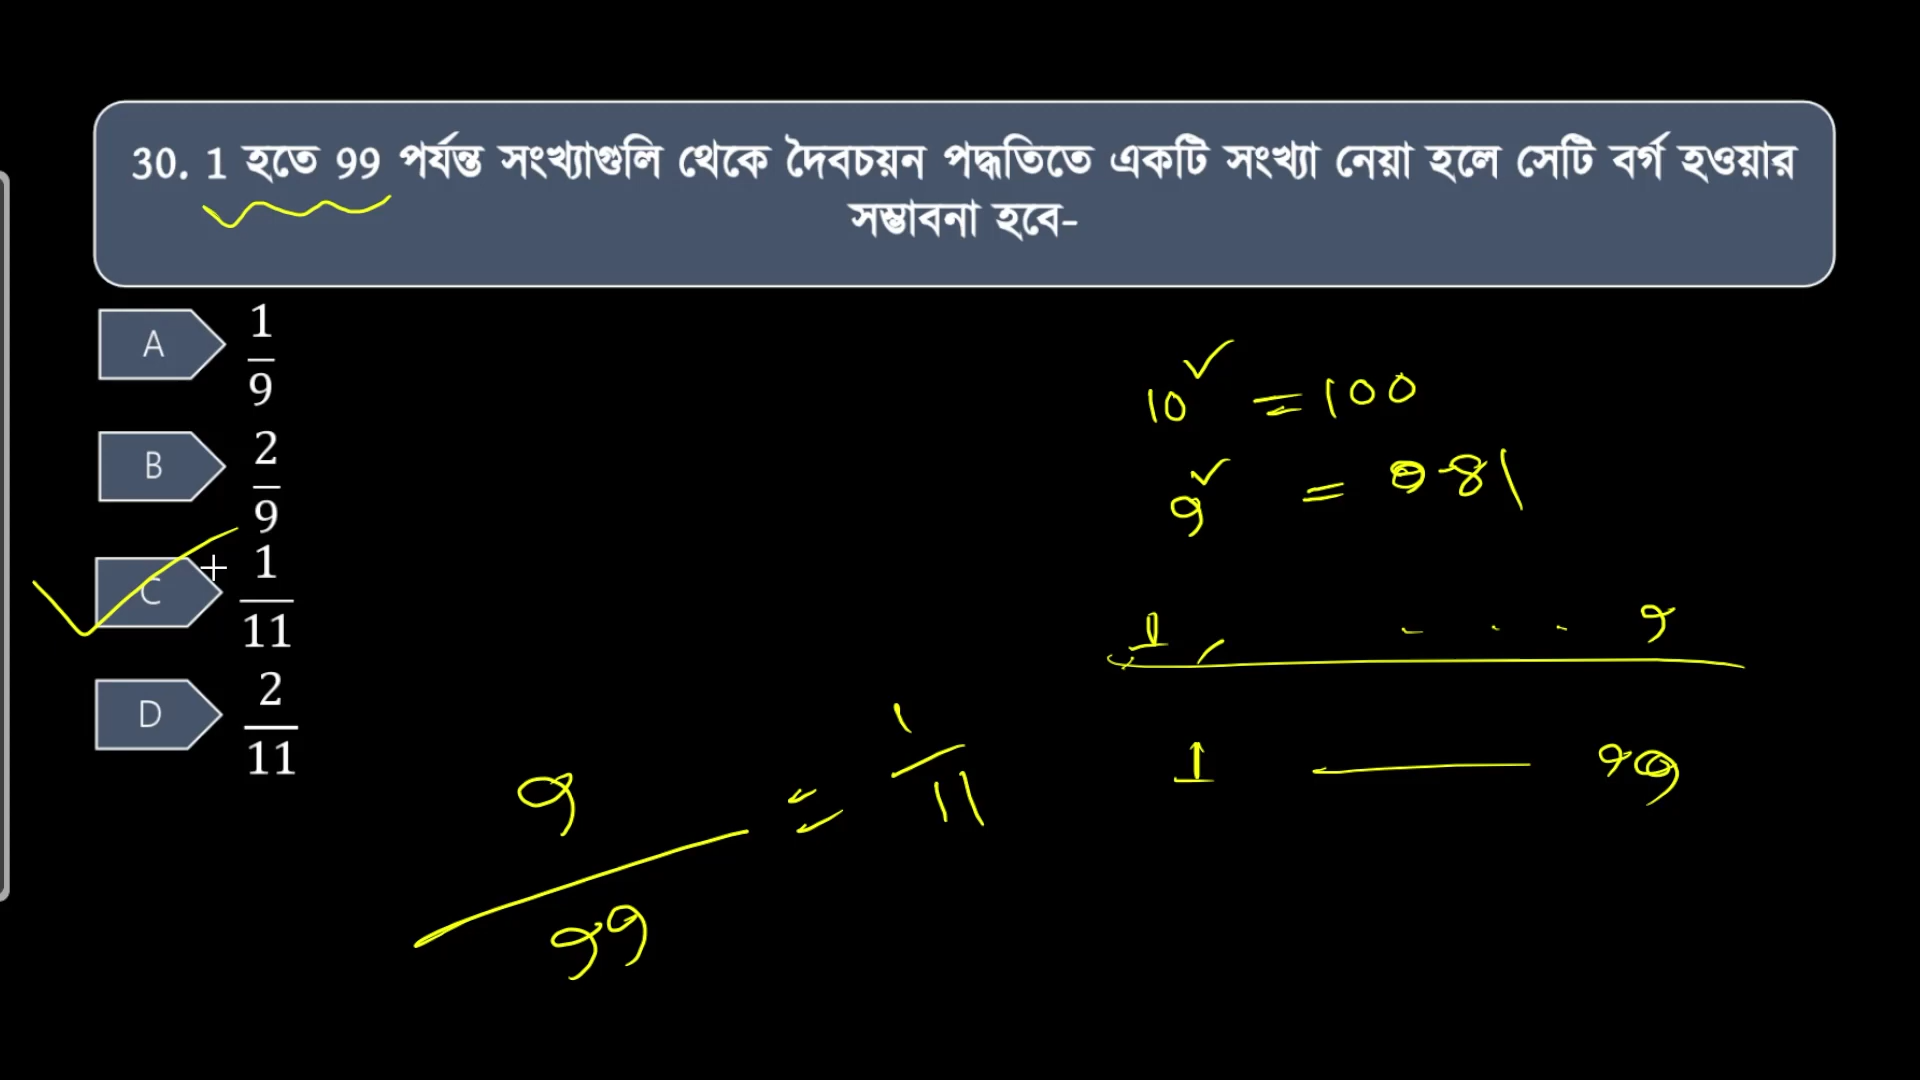 30. 1 হতে 99 পর্যন্ত সংখ্যাগুলি থেকে দৈবচয়ন পদ্ধতিতে একটি সংখ্যা নেয়া হলে সেটি বর্গ হওয়ার
সম্ভাবনা হবে-
A 1/9
B 2/9
C 1/11
D 2/11
10² = 100
9² = 81
1, . . . 9
1 — 99
9/99 = 1/11